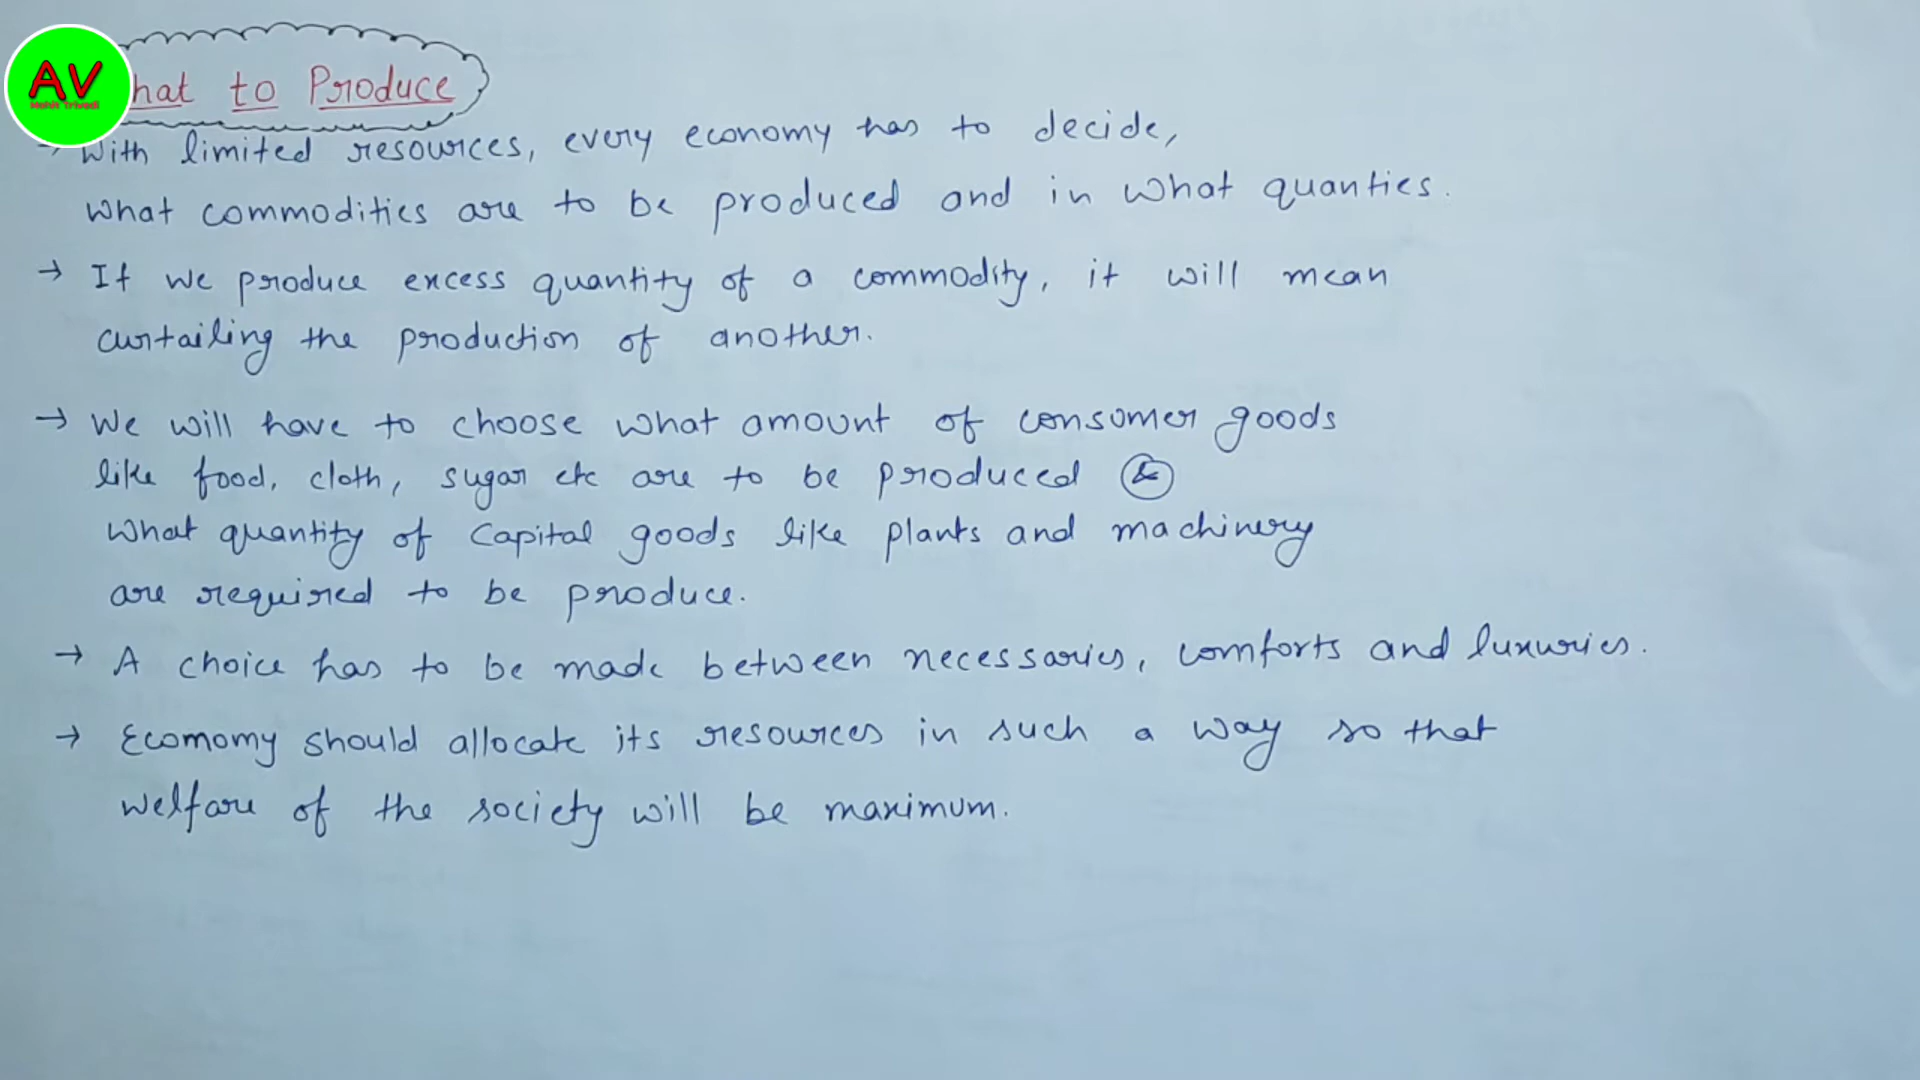 AV
Mohit Trivedi
hat to Produce
→ With limited resources, every economy has to decide,
what commodities are to be produced and in what quanties.
→ If we produce excess quantity of a commodity, it will mean
curtailing the production of another.
→ We will have to choose what amount of consumer goods
like food, cloth, sugar etc are to be produced &
what quantity of capital goods like plants and machinery
are required to be produce.
→ A choice has to be made between necessaries, comforts and luxuries.
→ Ecomomy should allocate its resources in such a way so that
welfare of the society will be maximum.